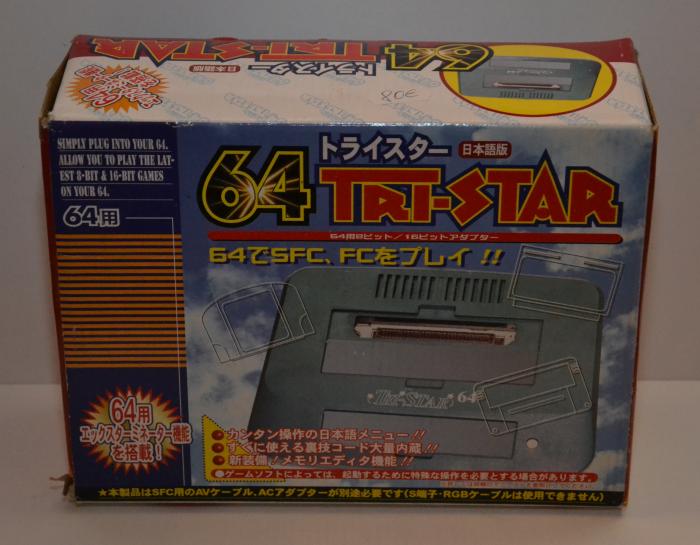 64 TRI-STAR
トライスター
日本語版
308
SIMPLY PLUG INTO YOUR 64.
ALLOW YOU TO PLAY THE LAT-
EST 8-BIT & 16-BIT GAMES
ON YOUR 64.
64用
トライスター 日本語版
64 TRI-STAR
64用8ビット/16ビットアダプター
64でSFC、FCをプレイ !!
TRI-STAR 64
64用
エックスターミネーター機能
を搭載!
カンタン操作の日本語メニュー!!
すぐに使える裏技コード大量内蔵!!
新装備!メモリエディタ機能!!
●ゲームソフトによっては、起動するために特殊な操作を必要とする場合があります。
★本製品はSFC用のAVケーブル、ACアダプターが別途必要です(S端子・RGBケーブルは使用できません)